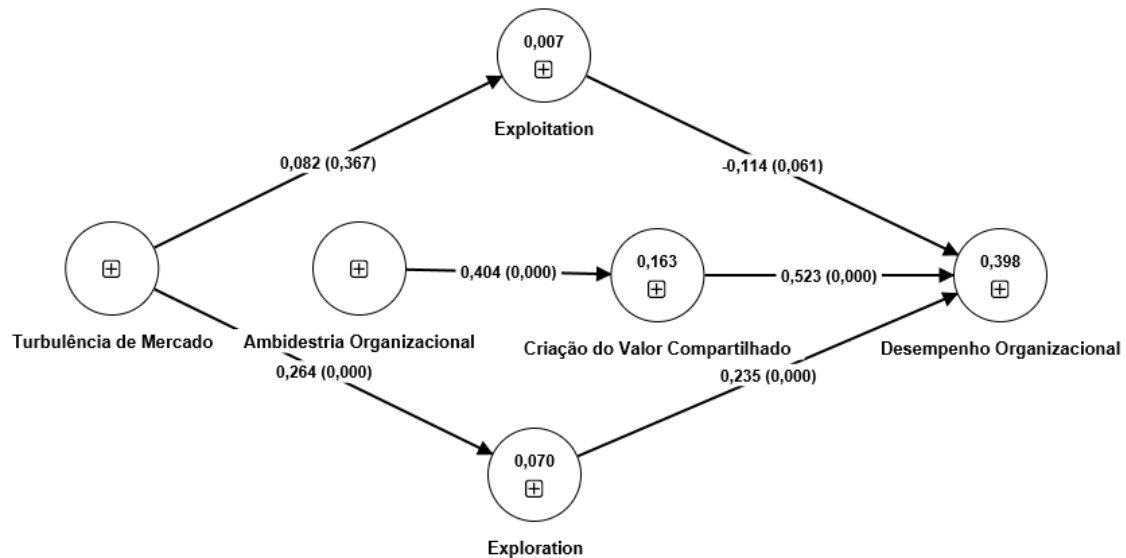 0,007
Exploitation
0,082 (0,367)
-0,114 (0,061)
0,404 (0,000)
0,163
0,523 (0,000)
0,398
Turbulência de Mercado
Ambidestria Organizacional
Criação do Valor Compartilhado
Desempenho Organizacional
0,264 (0,000)
0,235 (0,000)
0,070
Exploration